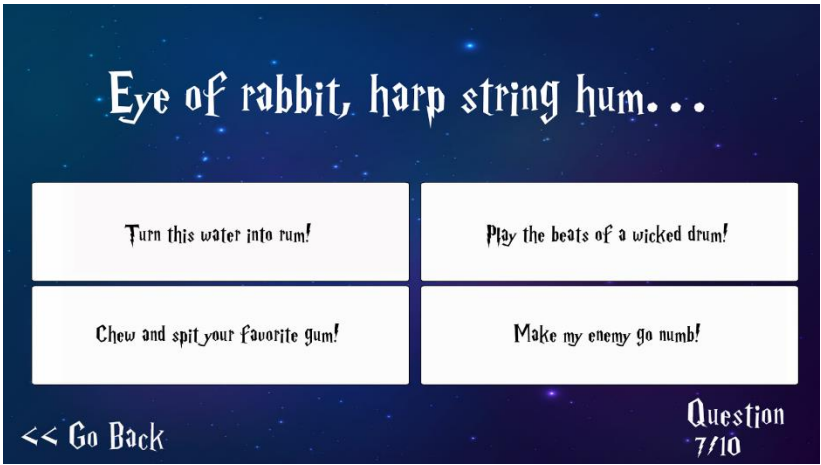 Eye of rabbit, harp string hum...
Turn this water into rum!
Play the beats of a wicked drum!
Chew and spit your favorite gum!
Make my enemy go numb!
<< Go Back
Question
7/10